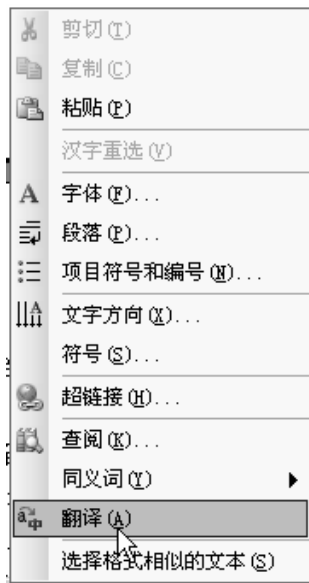 剪切(T)
复制(C)
粘贴(P)
汉字重选(V)
字体(F)...
段落(P)...
项目符号和编号(N)...
文字方向(X)...
符号(S)...
超链接(H)...
查阅(K)...
同义词(Y)
翻译(A)
选择格式相似的文本(S)